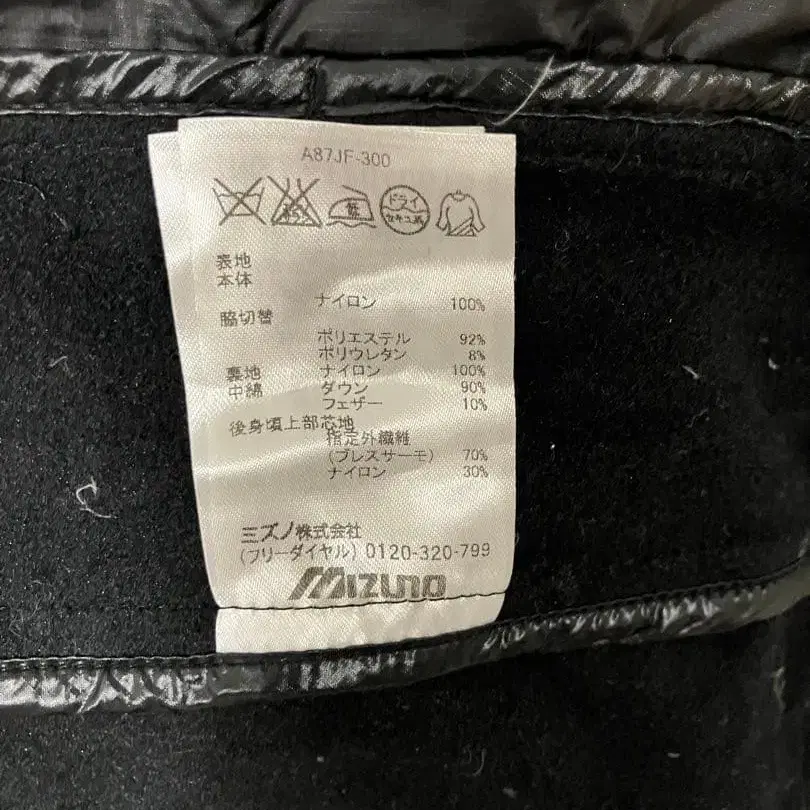 A87JF-300
ドライ
セキユ系
表地
本体
ナイロン 100%
脇切替
ポリエステル 92%
ポリウレタン 8%
裏地 ナイロン 100%
中綿 ダウン 90%
フェザー 10%
後身頃上部芯地
指定外繊維
(ブレスサーモ) 70%
ナイロン 30%
ミズノ株式会社
(フリーダイヤル) 0120-320-799
MIZUNO